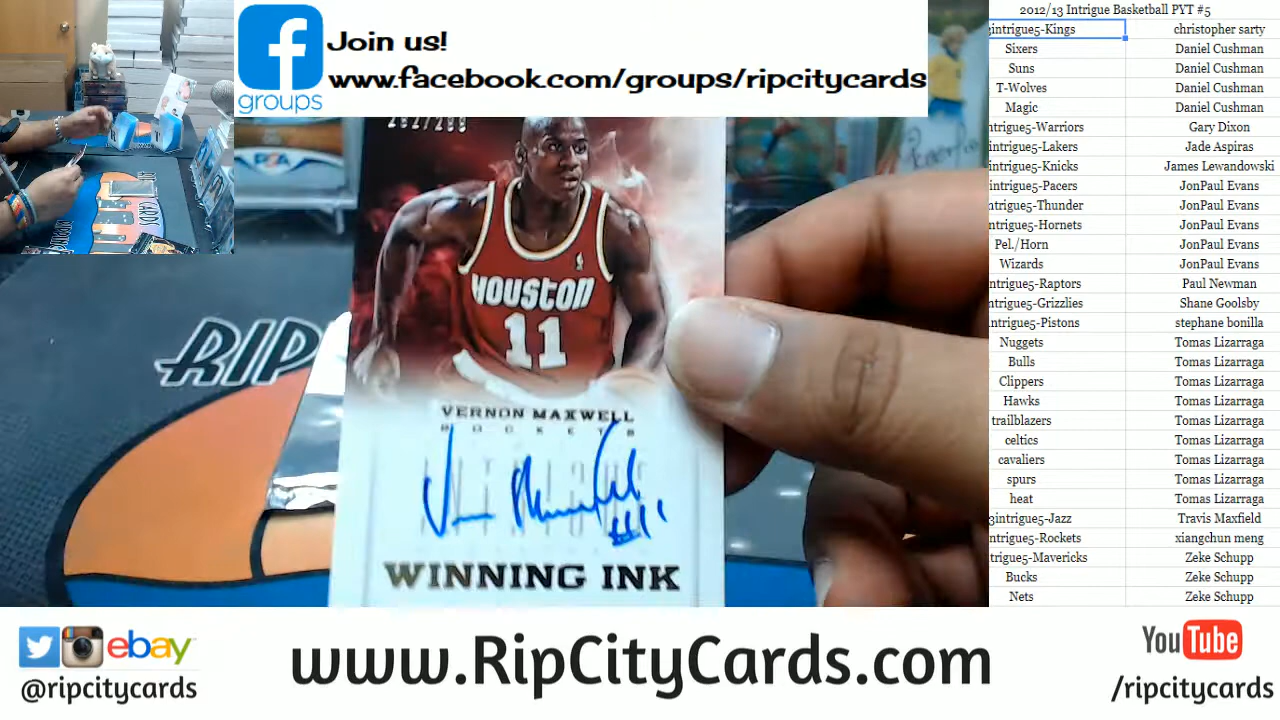 Join us!
www.facebook.com/groups/ripcitycards
groups
PSA
HOUSTON
11
VERNON MAXWELL
ROCKETS
#11
WINNING INK
RIP
2012/13 Intrigue Basketball PYT #5
intrigue5-Kings christopher sarty
Sixers Daniel Cushman
Suns Daniel Cushman
T-Wolves Daniel Cushman
Magic Daniel Cushman
ntrigue5-Warriors Gary Dixon
intrigue5-Lakers Jade Aspiras
ntrigue5-Knicks James Lewandowski
intrigue5-Pacers JonPaul Evans
intrigue5-Thunder JonPaul Evans
ntrigue5-Hornets JonPaul Evans
Pel./Horn JonPaul Evans
Wizards JonPaul Evans
ntrigue5-Raptors Paul Newman
ntrigue5-Grizzlies Shane Goolsby
ntrigue5-Pistons stephane bonilla
Nuggets Tomas Lizarraga
Bulls Tomas Lizarraga
Clippers Tomas Lizarraga
Hawks Tomas Lizarraga
trailblazers Tomas Lizarraga
celtics Tomas Lizarraga
cavaliers Tomas Lizarraga
spurs Tomas Lizarraga
heat Tomas Lizarraga
3intrigue5-Jazz Travis Maxfield
ntrigue5-Rockets xiangchun meng
trigue5-Mavericks Zeke Schupp
Bucks Zeke Schupp
Nets Zeke Schupp
ebay
@ripcitycards
www.RipCityCards.com
YouTube
/ripcitycards